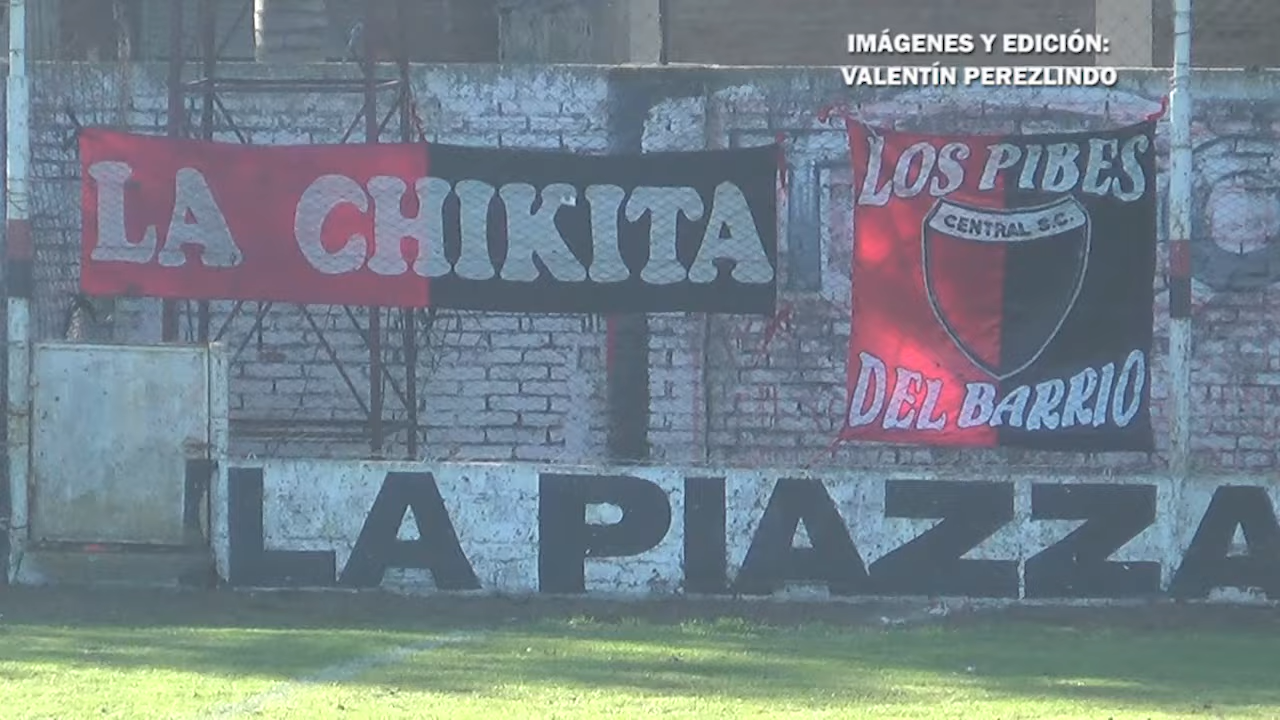 IMÁGENES Y EDICIÓN:
VALENTÍN PEREZLINDO
LA CHIKITA
LOS PIBES
CENTRAL S.C.
DEL BARRIO
LA PIAZZA